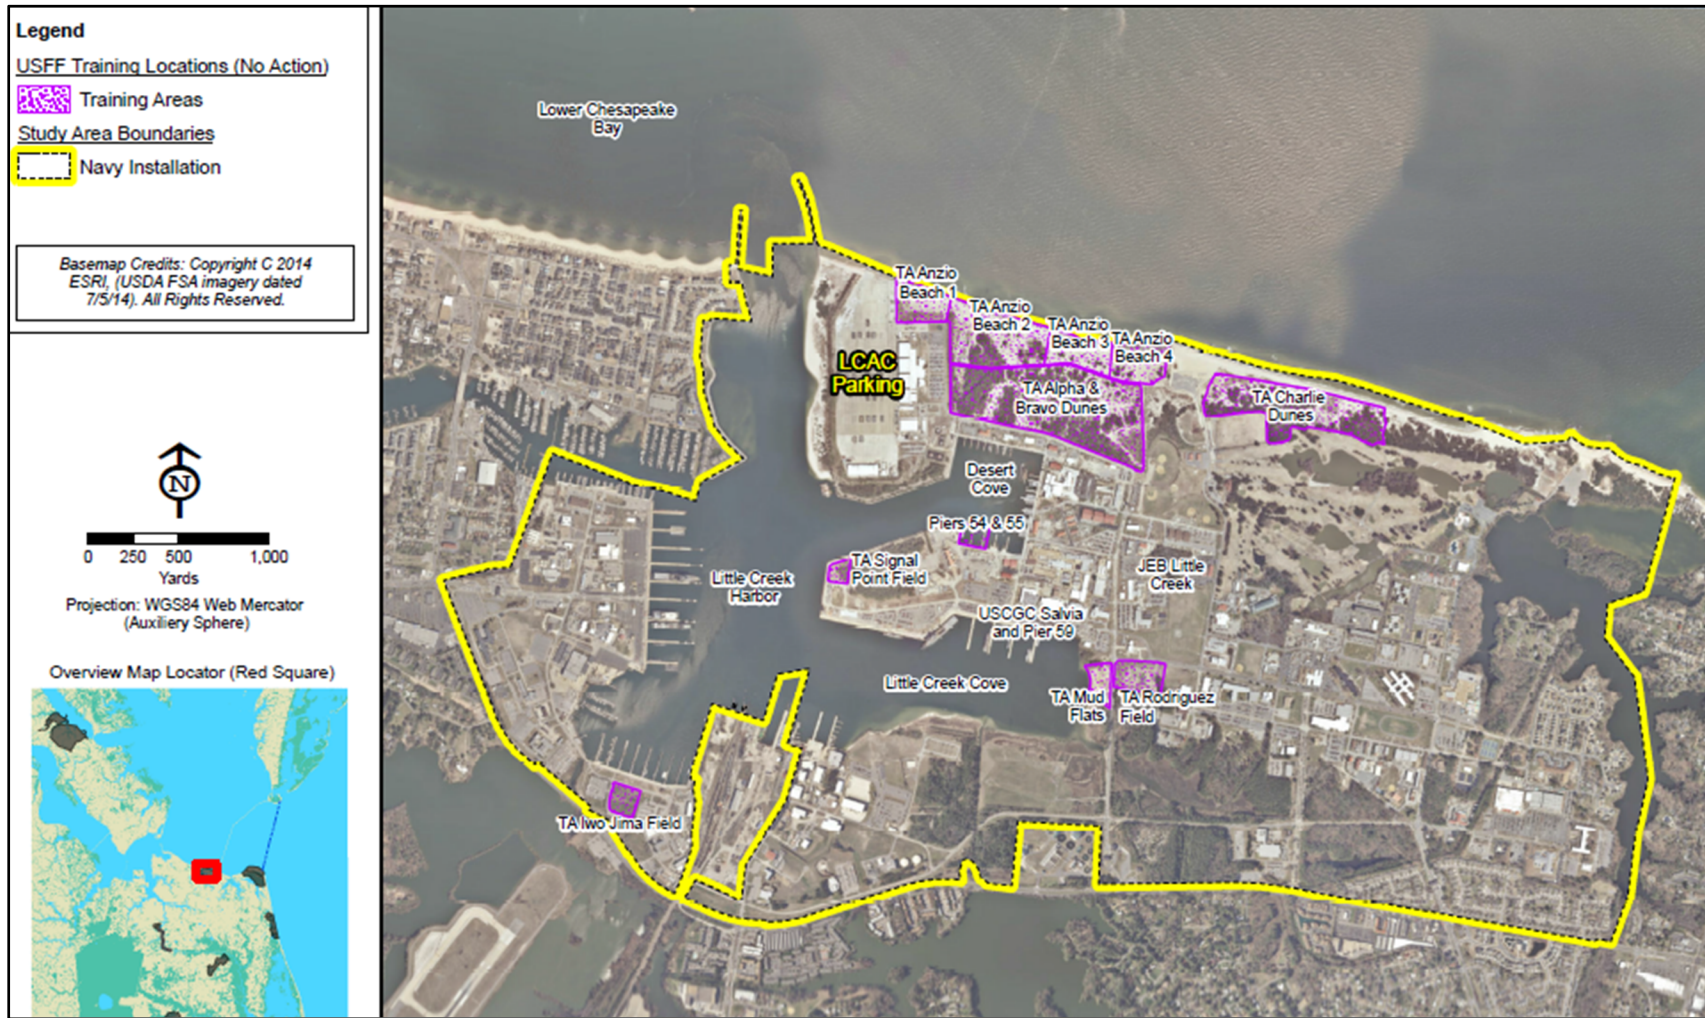 Legend
USFF Training Locations (No Action)
Training Areas
Study Area Boundaries
Navy Installation
Basemap Credits: Copyright C 2014
ESRI, (USDA FSA imagery dated
7/5/14). All Rights Reserved.
N
0 250 500 1,000
Yards
Projection: WGS84 Web Mercator
(Auxiliery Sphere)
Overview Map Locator (Red Square)
Lower Chesapeake
Bay
TA Anzio
Beach 1
TA Anzio
Beach 2
TA Anzio
Beach 3
TA Anzio
Beach 4
LCAC
Parking
TA Alpha &
Bravo Dunes
TA Charlie
Dunes
Desert
Cove
Piers 54 & 55
TA Signal
Point Field
Little Creek
Harbor
JEB Little
Creek
USCGC Salvia
and Pier 59
Little Creek Cove
TA Mud
Flats
TA Rodriguez
Field
TA Iwo Jima Field